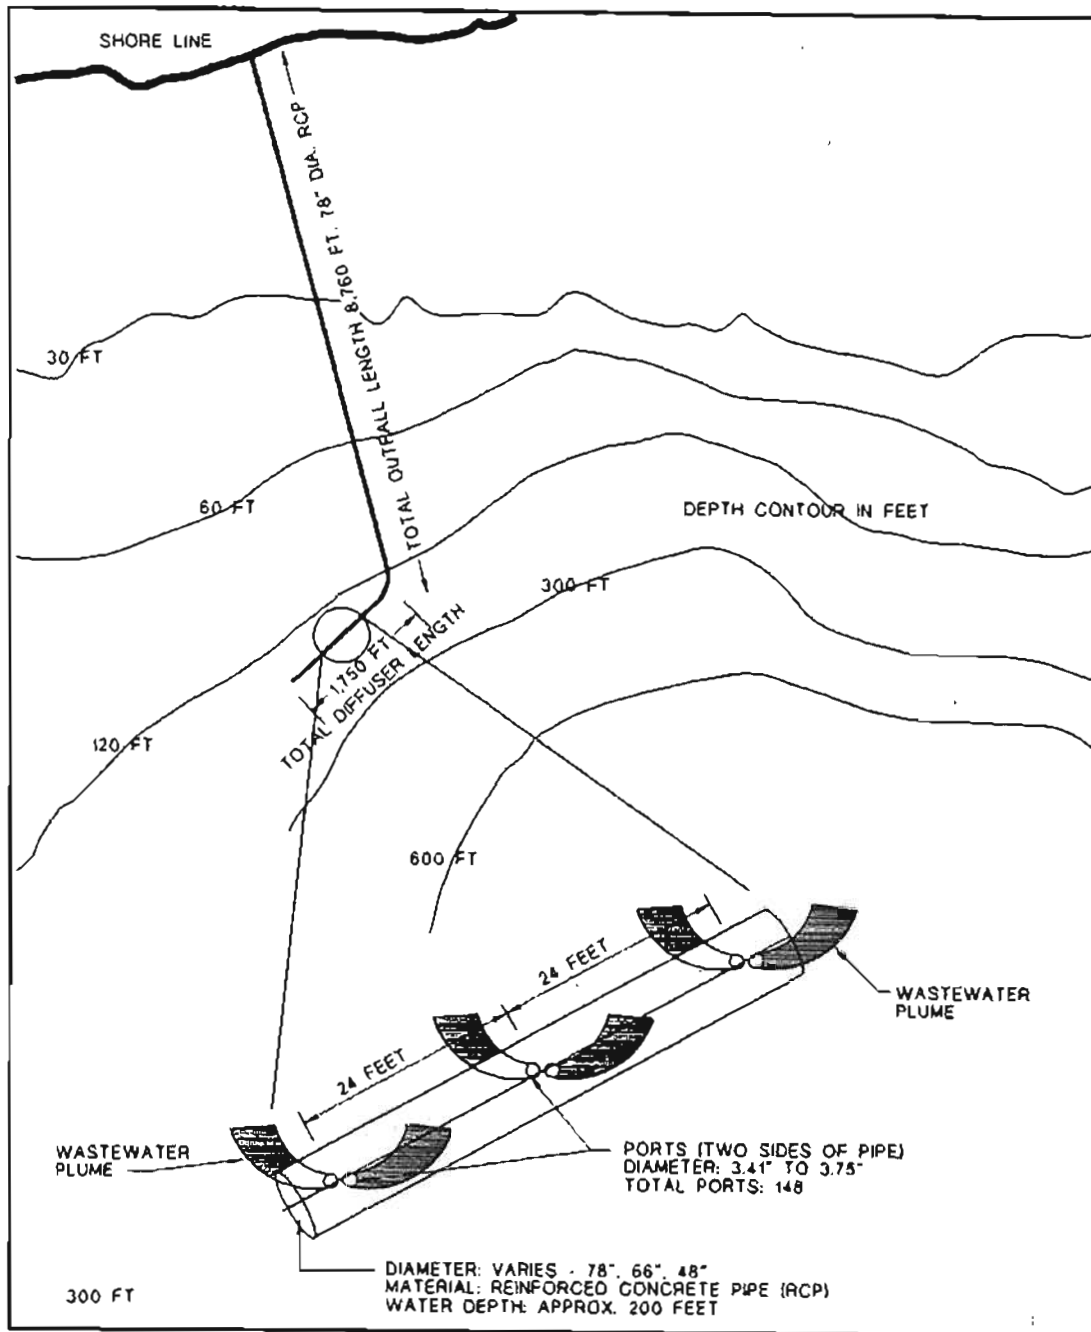 SHORE LINE
TOTAL OUTFALL LENGTH 8,760 FT, 78" DIA. RCP
30 FT
60 FT
DEPTH CONTOUR IN FEET
300 FT
1,750 FT
TOTAL DIFFUSER LENGTH
120 FT
600 FT
24 FEET
WASTEWATER
PLUME
24 FEET
WASTEWATER
PLUME
PORTS (TWO SIDES OF PIPE)
DIAMETER: 3.41" TO 3.75"
TOTAL PORTS: 148
DIAMETER: VARIES - 78", 66", 48"
MATERIAL: REINFORCED CONCRETE PIPE (RCP)
WATER DEPTH: APPROX. 200 FEET
300 FT